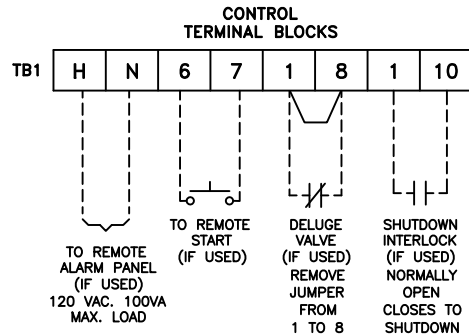 CONTROL
TERMINAL BLOCKS
TB1 H N 6 7 1 8 1 10
TO REMOTE
ALARM PANEL
(IF USED)
120 VAC. 100VA
MAX. LOAD
TO REMOTE
START
(IF USED)
DELUGE
VALVE
(IF USED)
REMOVE
JUMPER
FROM
1 TO 8
SHUTDOWN
INTERLOCK
(IF USED)
NORMALLY
OPEN
CLOSES TO
SHUTDOWN